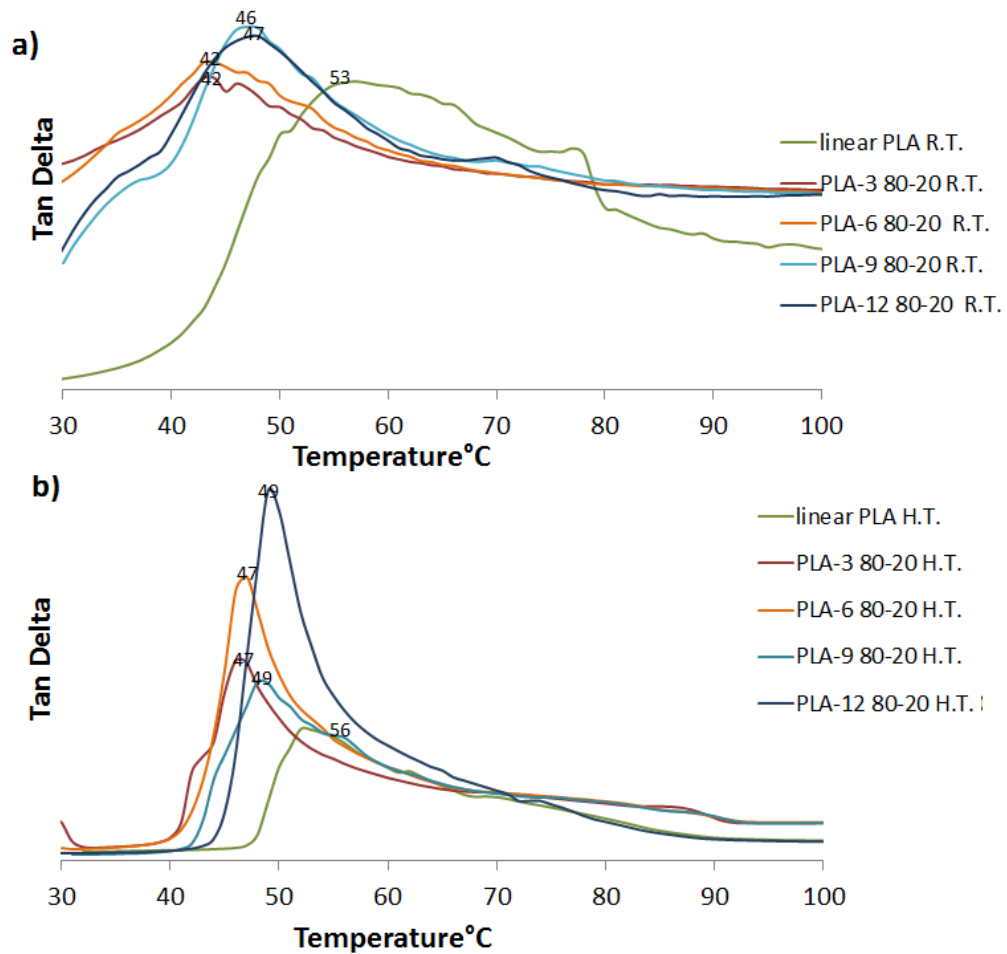 a)
46
47
42
42
53
Tan Delta
linear PLA R.T.
PLA-3 80-20 R.T.
PLA-6 80-20 R.T.
PLA-9 80-20 R.T.
PLA-12 80-20 R.T.
30 40 50 60 70 80 90 100
Temperature°C
b)
49
47
47
49
56
Tan Delta
linear PLA H.T.
PLA-3 80-20 H.T.
PLA-6 80-20 H.T.
PLA-9 80-20 H.T.
PLA-12 80-20 H.T.
30 40 50 60 70 80 90 100
Temperature°C